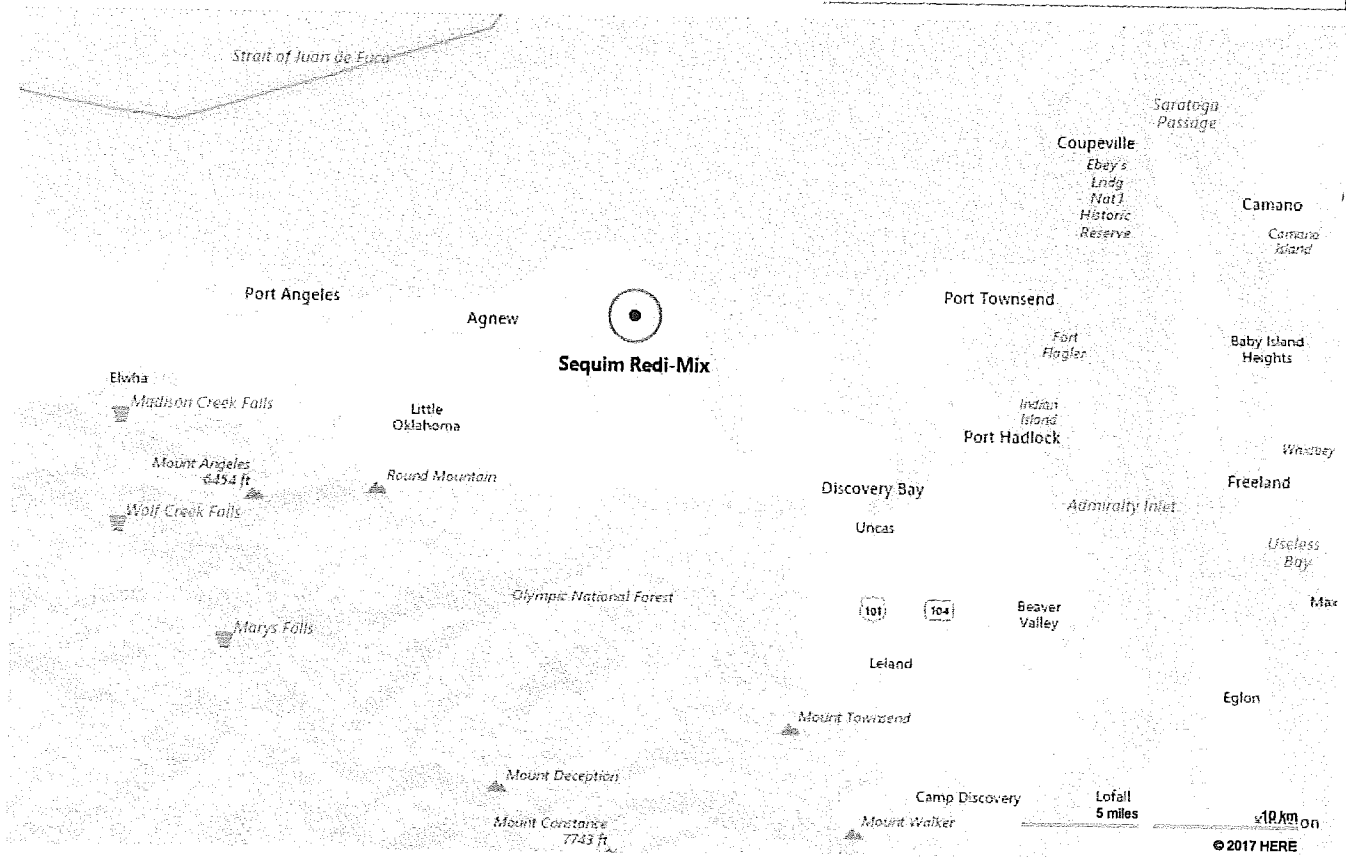 Strait of Juan de Fuca
Saratoga
Passage
Coupeville
Ebey's
Lndg
Nat'l
Historic
Reserve
Camano
Camano
Island
Port Angeles
Agnew
Port Townsend
Sequim Redi-Mix
Fort
Flagler
Baby Island
Heights
Elwha
Madison Creek Falls
Little
Oklahoma
Indian
Island
Port Hadlock
Mount Angeles
6454 ft
Round Mountain
Whidbey
Discovery Bay
Freeland
Wolf Creek Falls
Uncas
Admiralty Inlet
Useless
Bay
Olympic National Forest
101
104
Beaver
Valley
Max
Marys Falls
Leland
Eglon
Mount Townsend
Mount Deception
Camp Discovery
Lofall
5 miles
10 km
on
Mount Constance
7743 ft
Mount Walker
© 2017 HERE